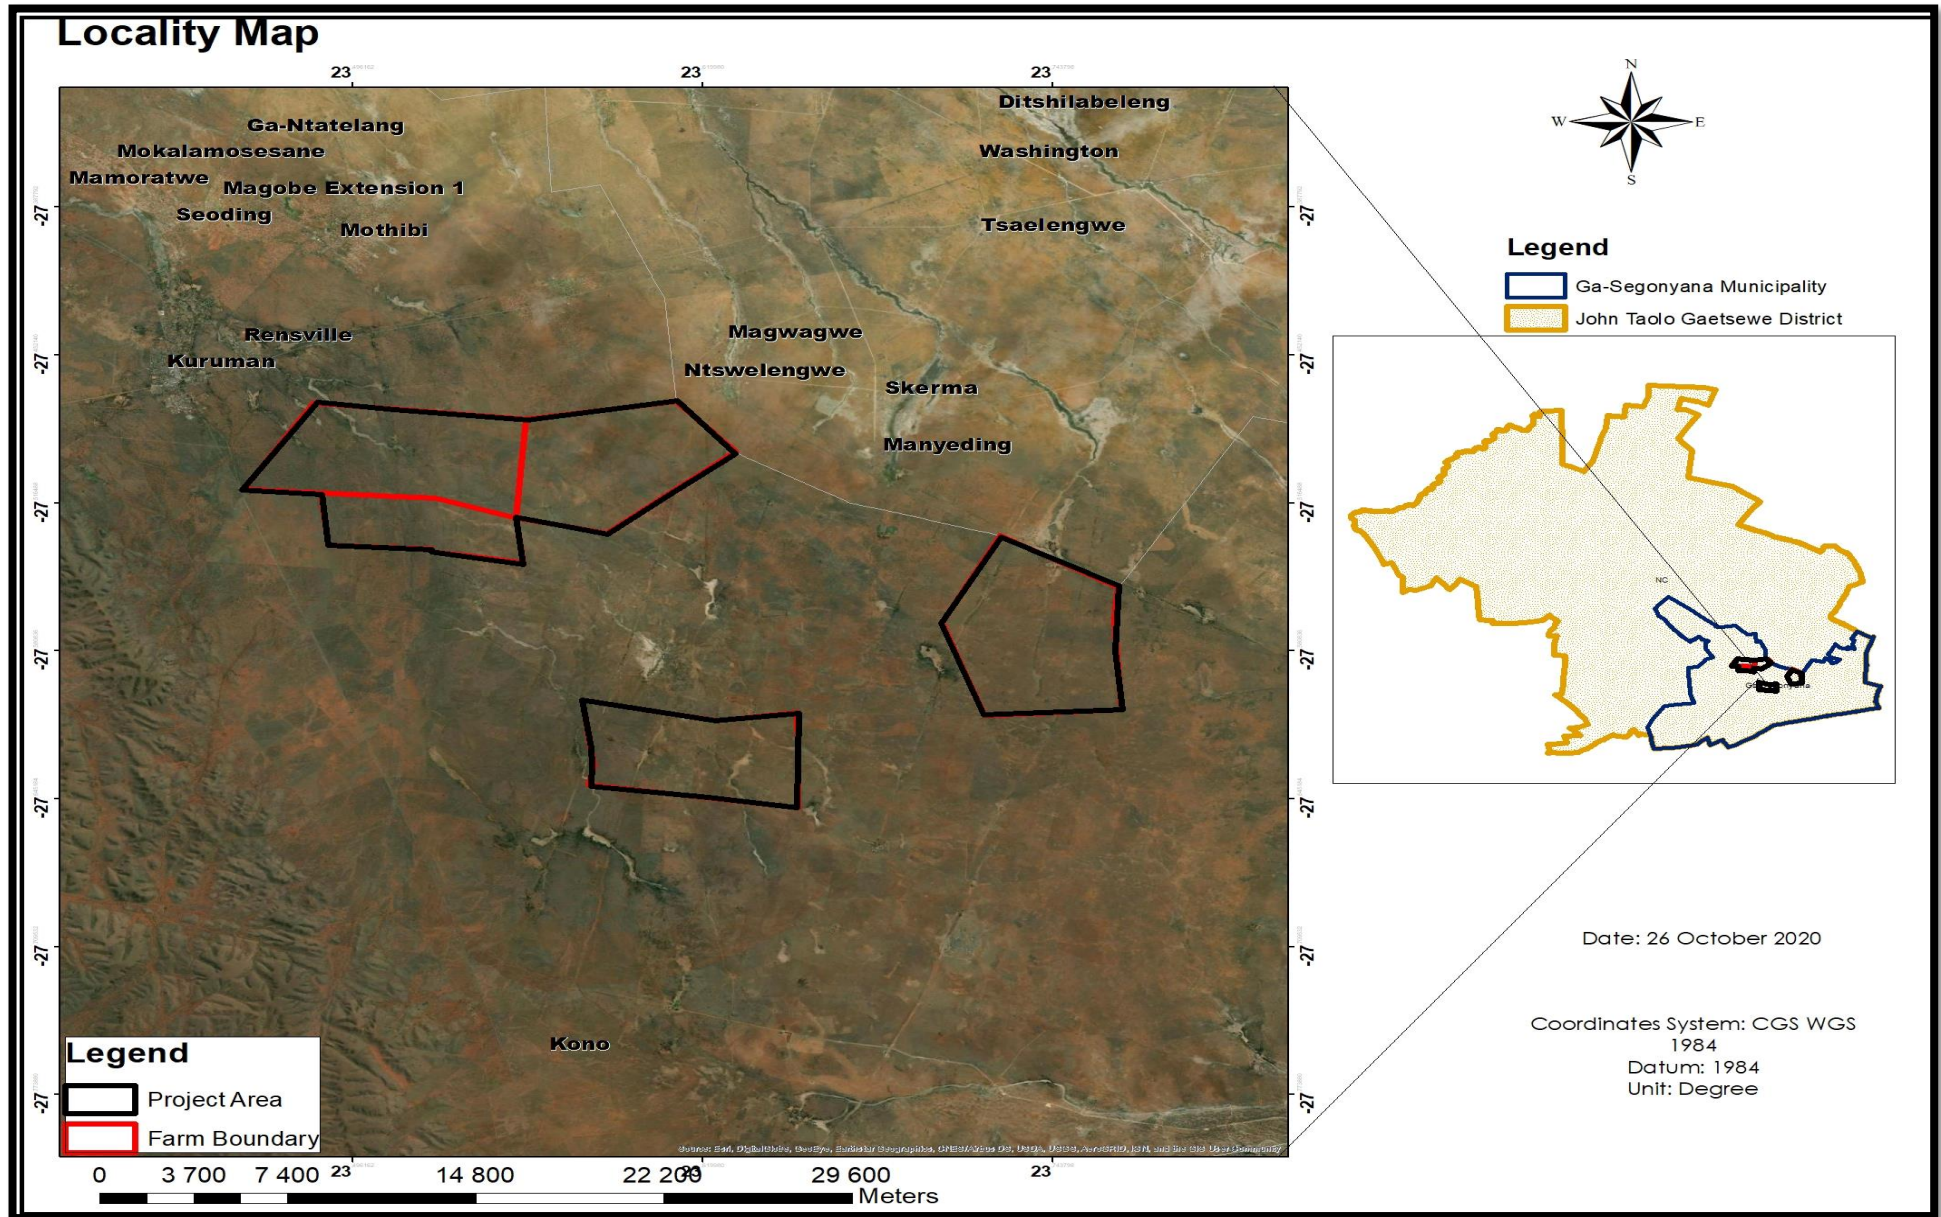 Locality Map
23
23
23
Ditshilabeleng
Ga-Ntatelang
Mokalamosesane
Washington
Mamoratwe
Magobe Extension 1
Seoding
Mothibi
Tsaelengwe
Rensville
Magwagwe
Kuruman
Ntswelengwe
Skerma
Manyeding
Kono
-27
-27
-27
-27
-27
-27
-27
-27
-27
-27
-27
-27
-27
-27
Legend
Project Area
Farm Boundary
23
23
23
0 3 700 7 400 14 800 22 200 29 600
Meters
N
W E
S
Legend
Ga-Segonyana Municipality
John Taolo Gaetsewe District
NC
Date: 26 October 2020
Coordinates System: CGS WGS
1984
Datum: 1984
Unit: Degree